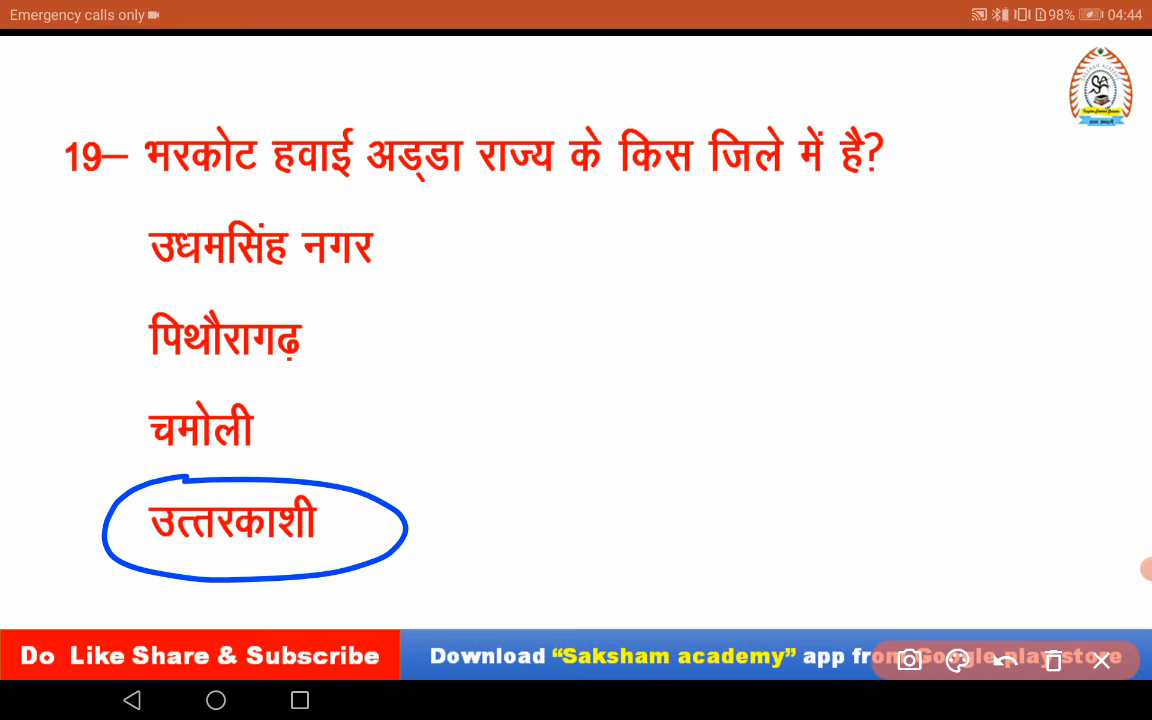 Emergency calls only
98% 04:44
19– भरकोट हवाई अड्डा राज्य के किस जिले में है?
उधमसिंह नगर
पिथौरागढ़
चमोली
उत्तरकाशी
Do Like Share & Subscribe
Download “Saksham academy” app from Google play store